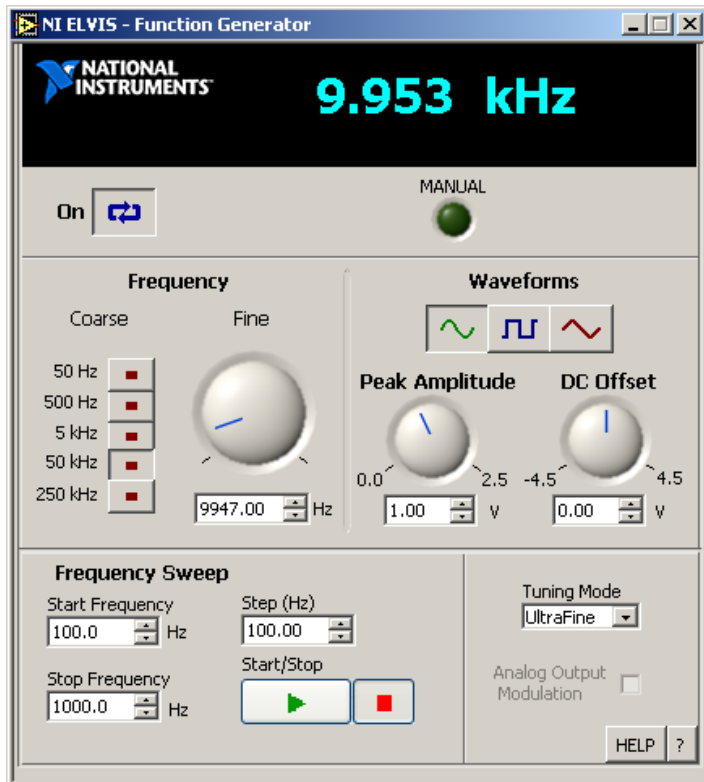 NI ELVIS - Function Generator
NATIONAL
INSTRUMENTS™
9.953 kHz
On
MANUAL
Frequency
Waveforms
Coarse
Fine
50 Hz
500 Hz
5 kHz
50 kHz
250 kHz
9947.00 Hz
Peak Amplitude
DC Offset
0.0
2.5
-4.5
4.5
1.00 V
0.00 V
Frequency Sweep
Start Frequency
100.0 Hz
Step (Hz)
100.00
Stop Frequency
1000.0 Hz
Start/Stop
Tuning Mode
UltraFine
Analog Output
Modulation
HELP
?